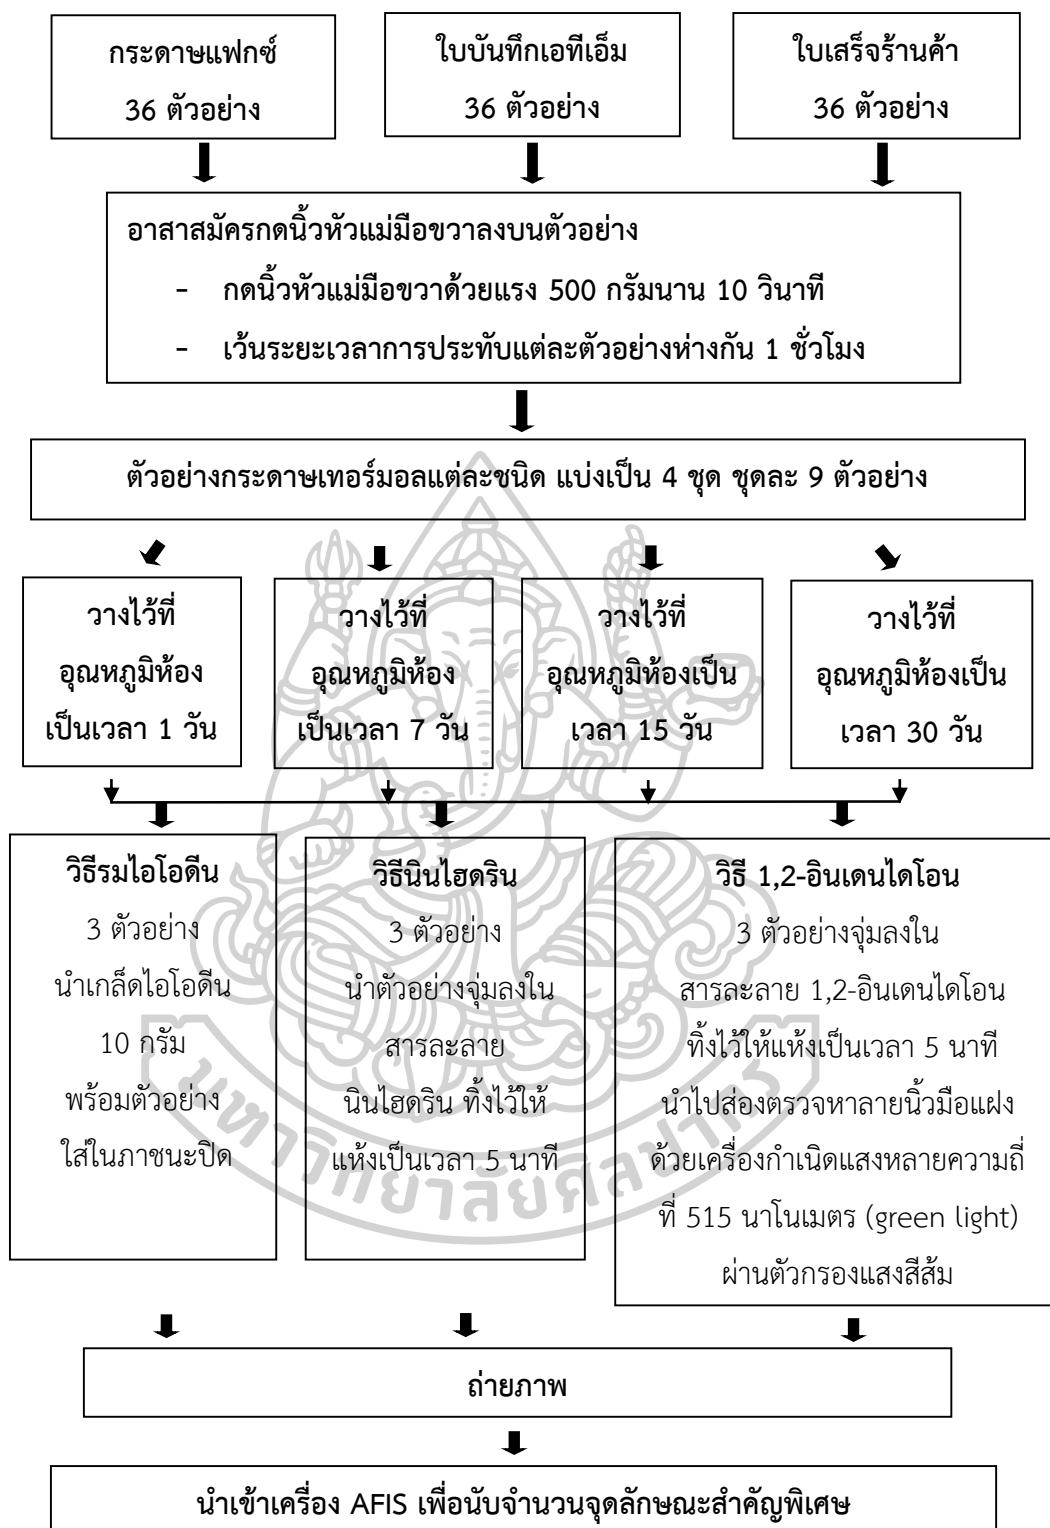 กระดาษแฟกซ์
36 ตัวอย่าง
ใบบันทึกเอทีเอ็ม
36 ตัวอย่าง
ใบเสร็จร้านค้า
36 ตัวอย่าง
อาสาสมัครกดนิ้วหัวแม่มือขวาลงบนตัวอย่าง
- กดนิ้วหัวแม่มือขวาด้วยแรง 500 กรัมนาน 10 วินาที
- เว้นระยะเวลาการประทับแต่ละตัวอย่างห่างกัน 1 ชั่วโมง
ตัวอย่างกระดาษเทอร์มอลแต่ละชนิด แบ่งเป็น 4 ชุด ชุดละ 9 ตัวอย่าง
วางไว้ที่
อุณหภูมิห้อง
เป็นเวลา 1 วัน
วางไว้ที่
อุณหภูมิห้อง
เป็นเวลา 7 วัน
วางไว้ที่
อุณหภูมิห้องเป็น
เวลา 15 วัน
วางไว้ที่
อุณหภูมิห้องเป็น
เวลา 30 วัน
วิธีรมไอโอดีน
3 ตัวอย่าง
นำเกล็ดไอโอดีน
10 กรัม
พร้อมตัวอย่าง
ใส่ในภาชนะปิด
วิธีนินไฮดริน
3 ตัวอย่าง
นำตัวอย่างจุ่มลงใน
สารละลาย
นินไฮดริน ทิ้งไว้ให้
แห้งเป็นเวลา 5 นาที
วิธี 1,2-อินเดนไดโอน
3 ตัวอย่างจุ่มลงใน
สารละลาย 1,2-อินเดนไดโอน
ทิ้งไว้ให้แห้งเป็นเวลา 5 นาที
นำไปส่องตรวจหาลายนิ้วมือแฝง
ด้วยเครื่องกำเนิดแสงหลายความถี่
ที่ 515 นาโนเมตร (green light)
ผ่านตัวกรองแสงสีส้ม
มหาวิทยาลัยศิลปากร
ถ่ายภาพ
นำเข้าเครื่อง AFIS เพื่อนับจำนวนจุดลักษณะสำคัญพิเศษ